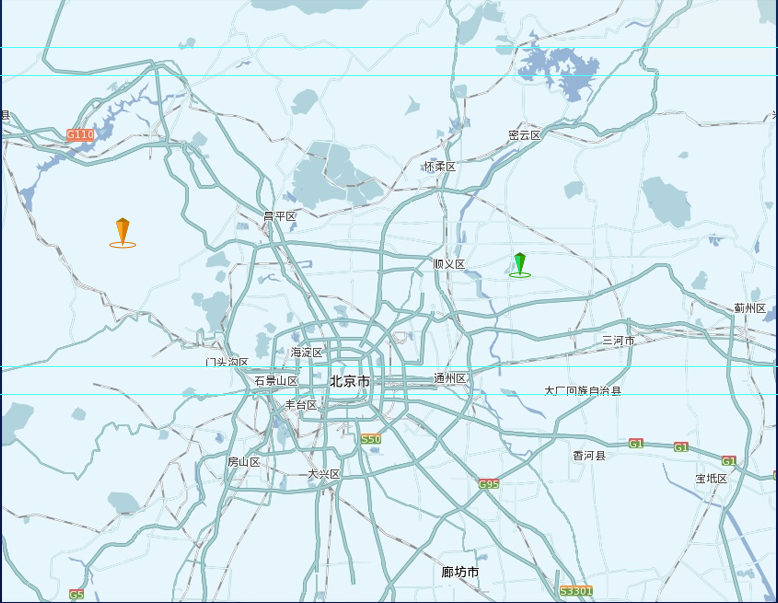 县
G110
密云区
怀柔区
昌平区
顺义区
蓟州区
三河市
海淀区
门头沟区
石景山区
北京市
通州区
大厂回族自治县
丰台区
S50
G1
G1
G1
香河县
房山区
大兴区
宝坻区
G95
廊坊市
G5
S3301